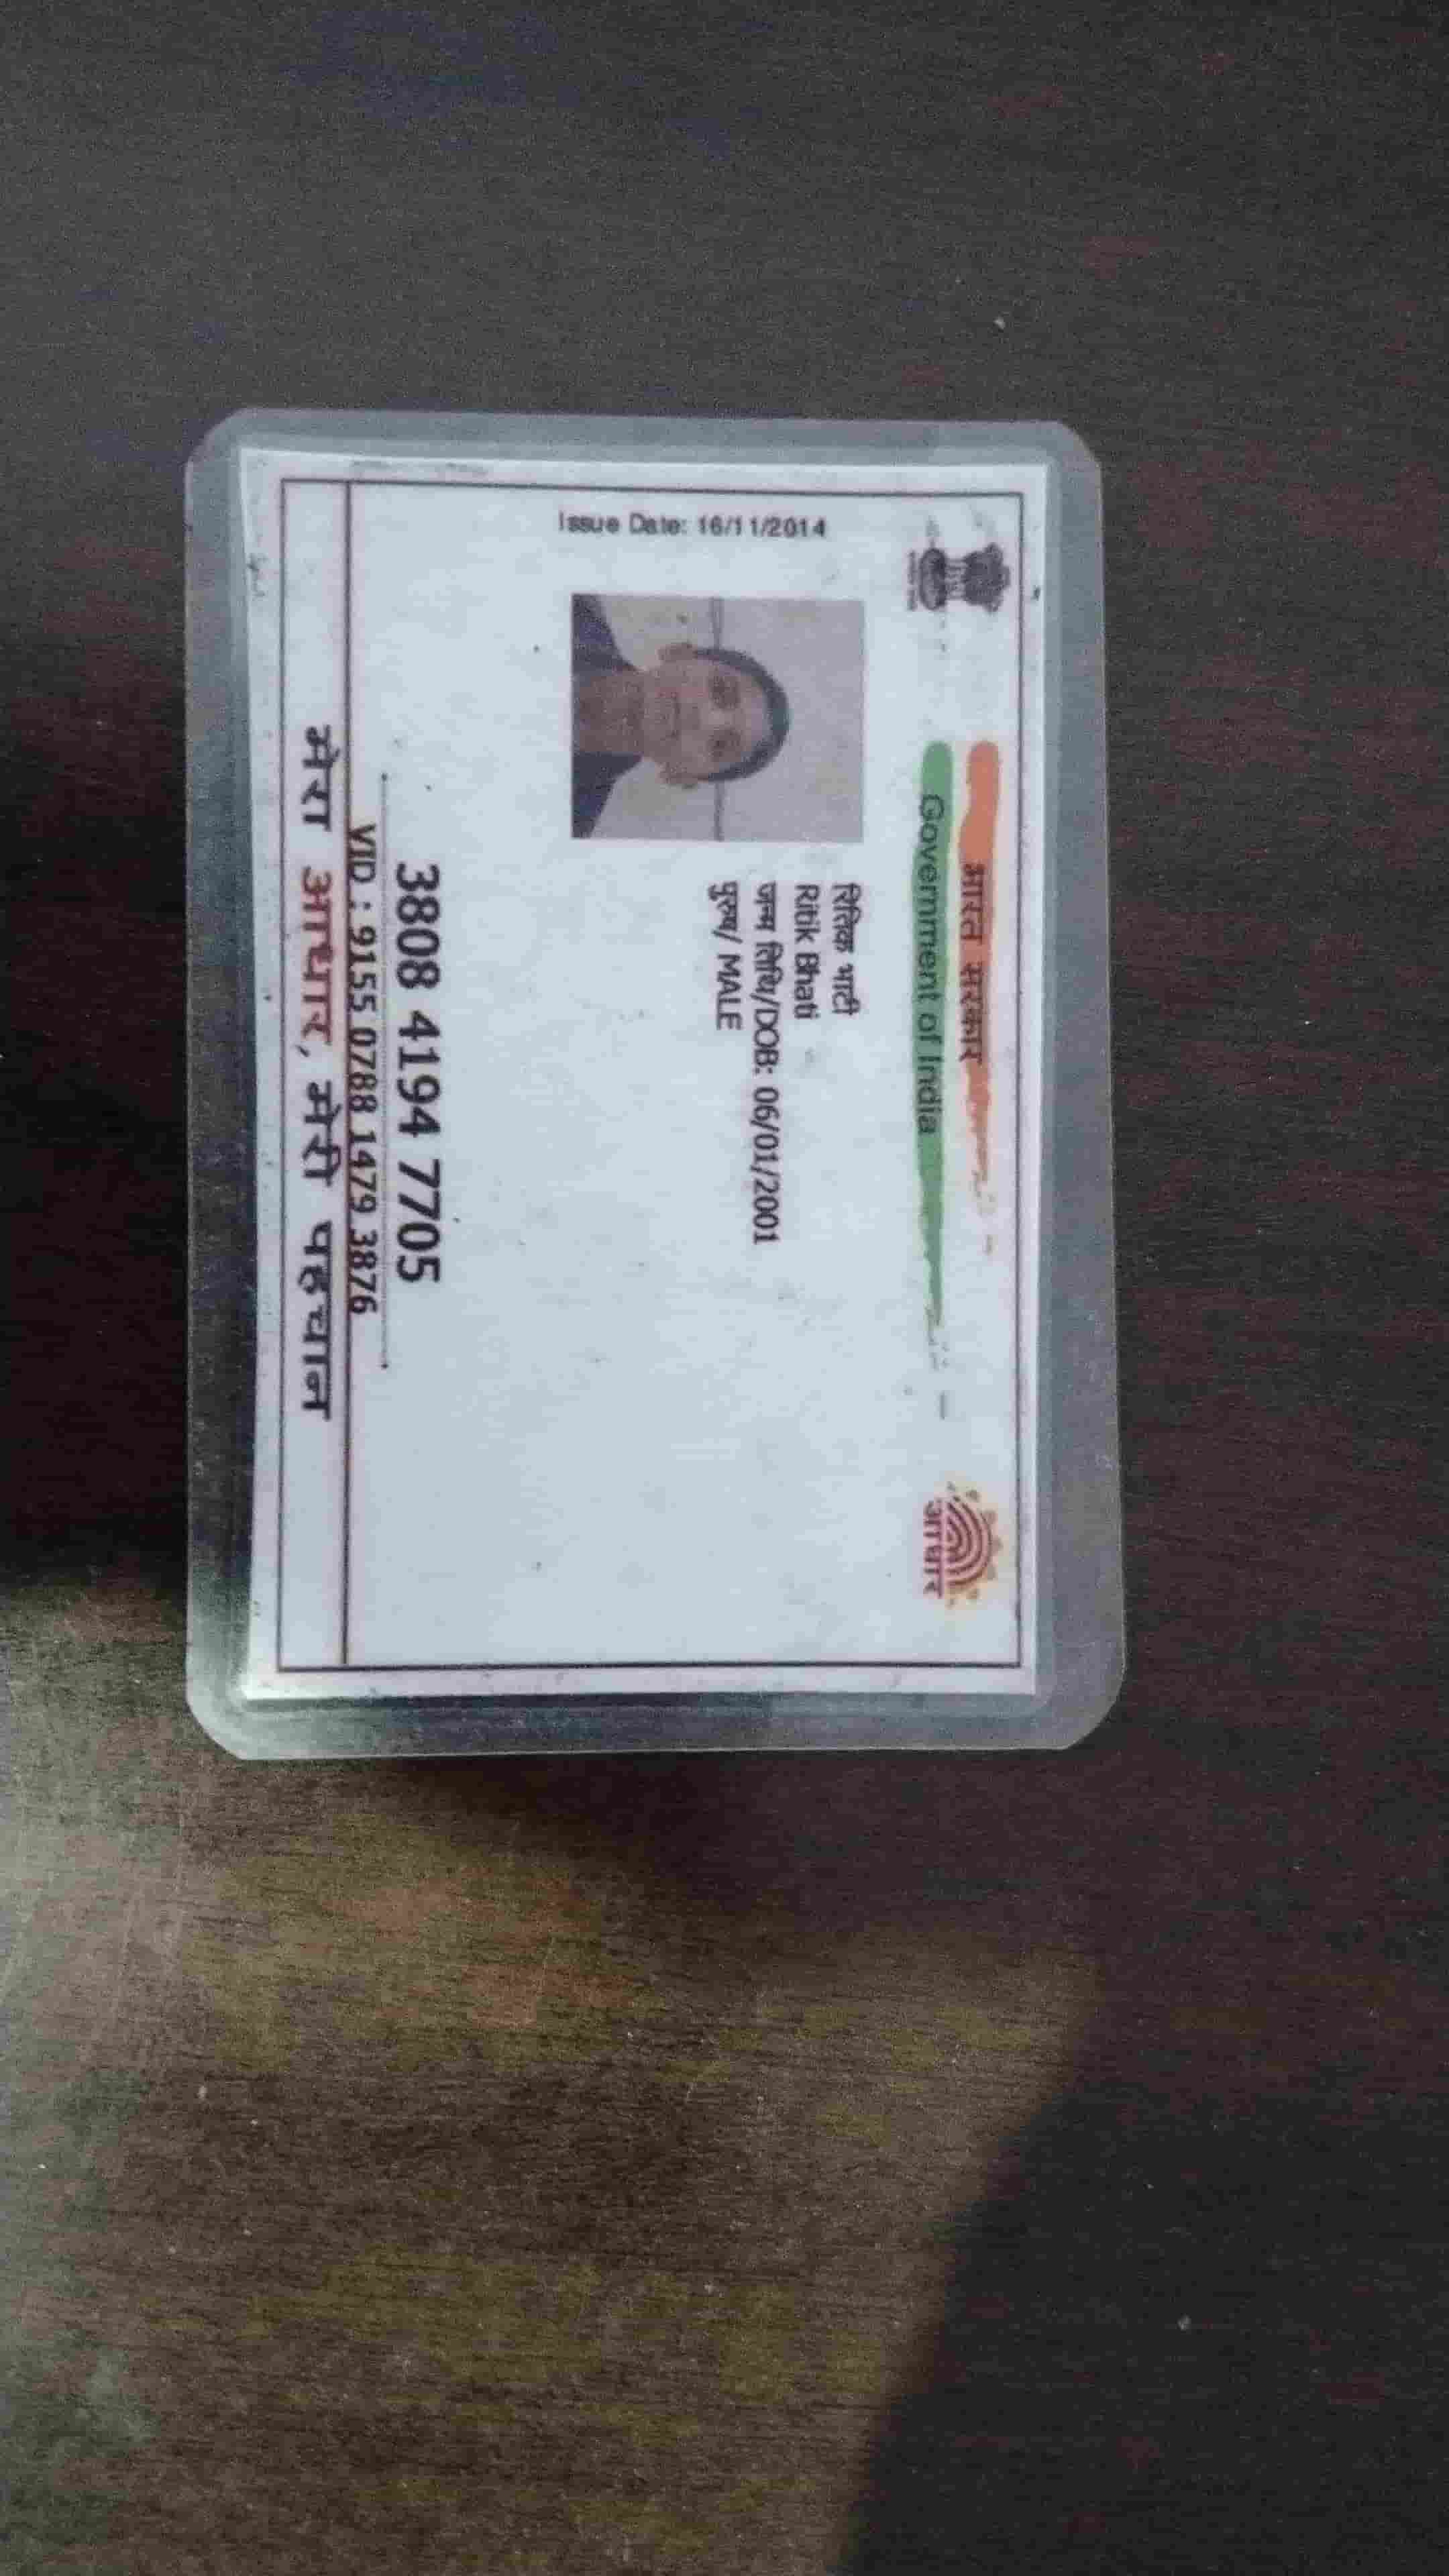 भारत सरकार
Government of India
आधार
Issue Date: 16/11/2014
रितिक भाटी
Ritik Bhati
जन्म तिथि/DOB: 06/01/2001
पुरुष/ MALE
3808 4194 7705
VID : 9155 0788 1479 3876
मेरा आधार, मेरी पहचान